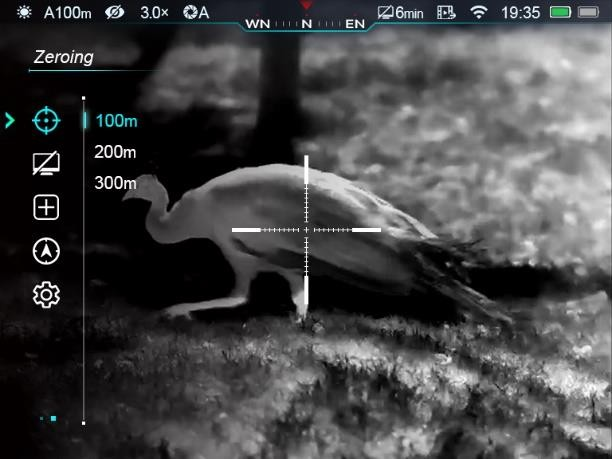 A100m 3.0× A 6min 19:35
WN N EN
Zeroing
100m
200m
300m